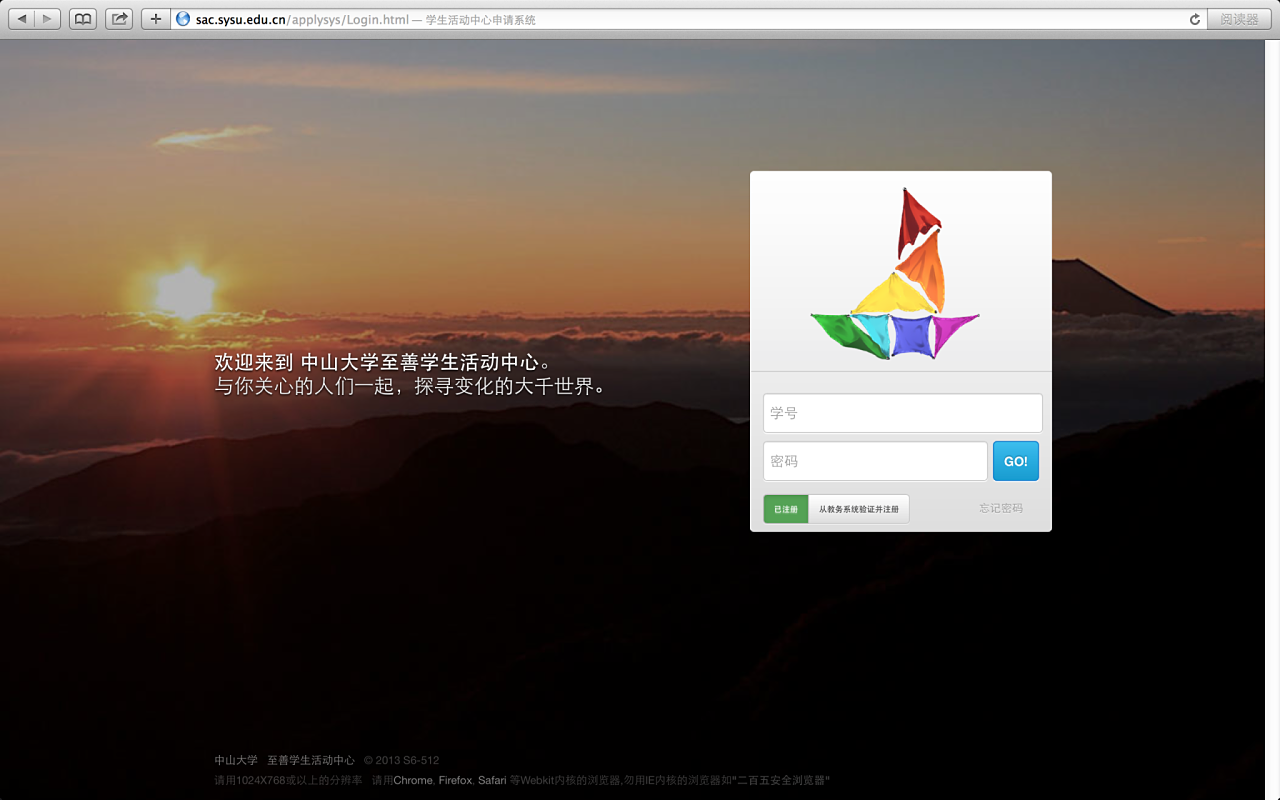 sac.sysu.edu.cn/applysys/Login.html — 学生活动中心申请系统
阅读器
欢迎来到 中山大学至善学生活动中心。
与你关心的人们一起，探寻变化的大千世界。
学号
密码
GO!
已注册
从教务系统验证并注册
忘记密码
中山大学 至善学生活动中心 © 2013 S6-512
请用1024X768或以上的分辨率 请用Chrome, Firefox, Safari 等Webkit内核的浏览器,勿用IE内核的浏览器如"二百五安全浏览器"